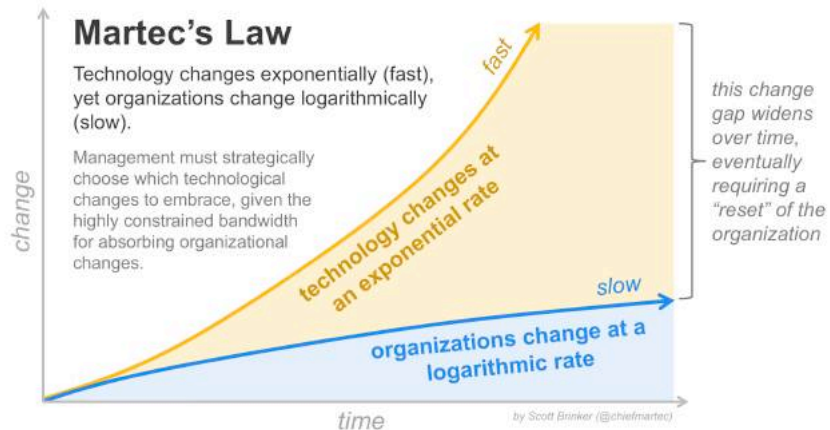 Martec's Law
Technology changes exponentially (fast),
yet organizations change logarithmically
(slow).
Management must strategically
choose which technological
changes to embrace, given the
highly constrained bandwidth
for absorbing organizational
changes.
change
fast
technology changes at
an exponential rate
this change
gap widens
over time,
eventually
requiring a
"reset" of the
organization
slow
organizations change at a
logarithmic rate
time
by Scott Brinker (@chiefmartec)